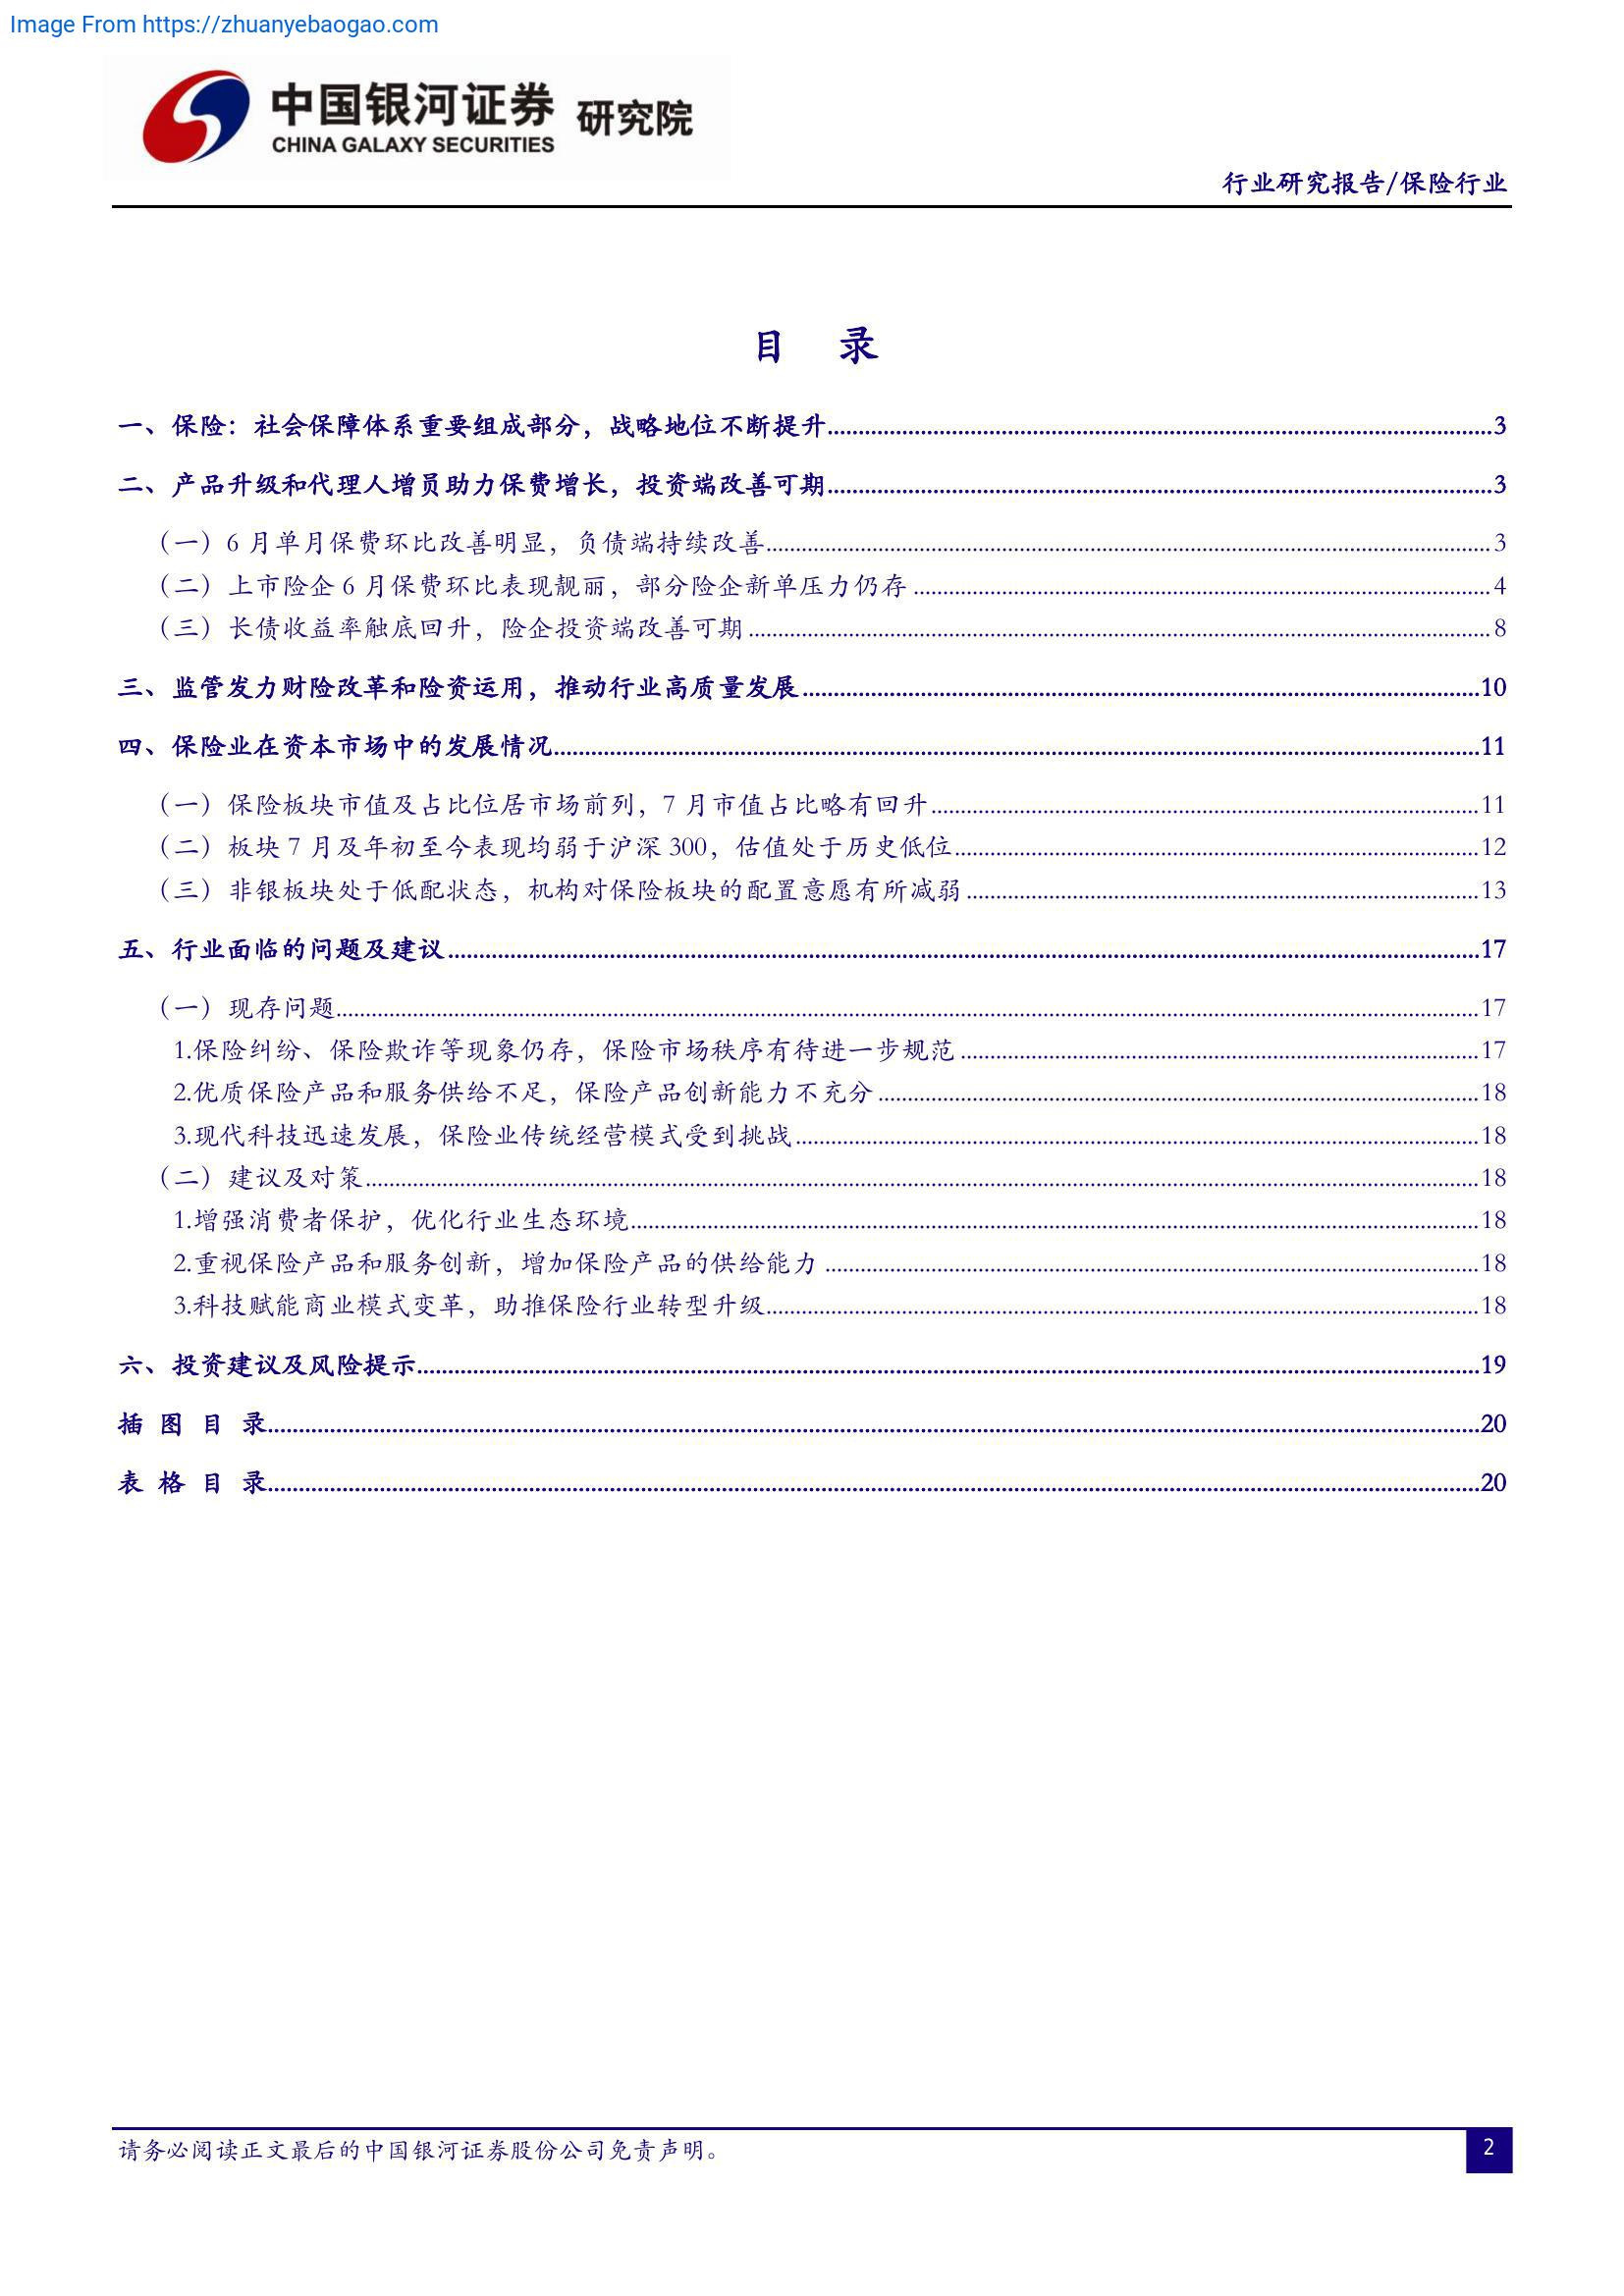 Image From https://zhuanyebaogao.com
中国银河证券 研究院
CHINA GALAXY SECURITIES
行业研究报告/保险行业
目 录
一、保险：社会保障体系重要组成部分，战略地位不断提升 3
二、产品升级和代理人增员助力保费增长，投资端改善可期 3
（一）6 月单月保费环比改善明显，负债端持续改善 3
（二）上市险企 6 月保费环比表现靓丽，部分险企新单压力仍存 4
（三）长债收益率触底回升，险企投资端改善可期 8
三、监管发力财险改革和险资运用，推动行业高质量发展 10
四、保险业在资本市场中的发展情况 11
（一）保险板块市值及占比位居市场前列，7 月市值占比略有回升 11
（二）板块 7 月及年初至今表现均弱于沪深 300，估值处于历史低位 12
（三）非银板块处于低配状态，机构对保险板块的配置意愿有所减弱 13
五、行业面临的问题及建议 17
（一）现存问题 17
1.保险纠纷、保险欺诈等现象仍存，保险市场秩序有待进一步规范 17
2.优质保险产品和服务供给不足，保险产品创新能力不充分 18
3.现代科技迅速发展，保险业传统经营模式受到挑战 18
（二）建议及对策 18
1.增强消费者保护，优化行业生态环境 18
2.重视保险产品和服务创新，增加保险产品的供给能力 18
3.科技赋能商业模式变革，助推保险行业转型升级 18
六、投资建议及风险提示 19
插 图 目 录 20
表 格 目 录 20
请务必阅读正文最后的中国银河证券股份公司免责声明。
2